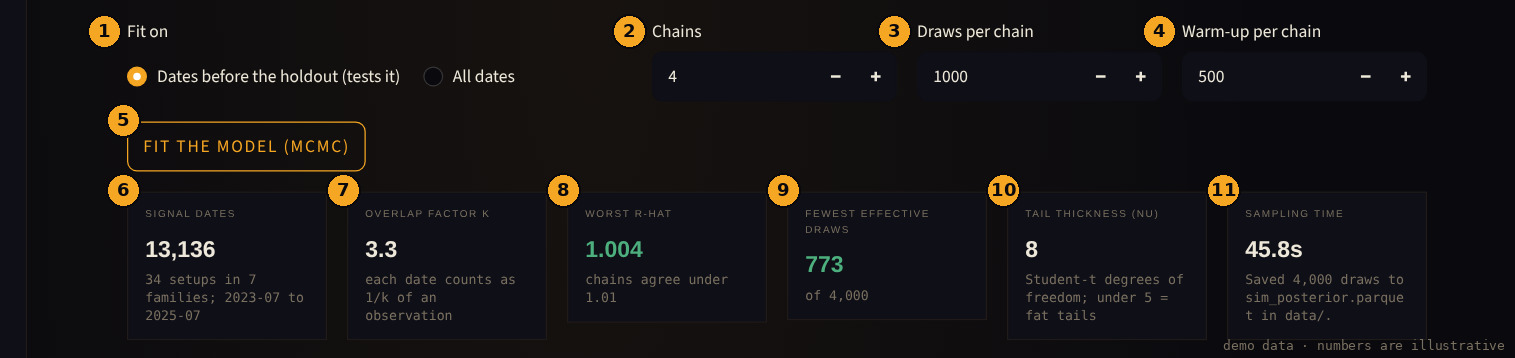 1 Fit on
2 Chains
3 Draws per chain
4 Warm-up per chain
Dates before the holdout (tests it)
All dates
4 − +
1000 − +
500 − +
5
FIT THE MODEL (MCMC)
6
SIGNAL DATES
13,136
34 setups in 7
families; 2023-07 to
2025-07
7
OVERLAP FACTOR K
3.3
each date counts as
1/k of an
observation
8
WORST R-HAT
1.004
chains agree under
1.01
9
FEWEST EFFECTIVE
DRAWS
773
of 4,000
10
TAIL THICKNESS (NU)
8
Student-t degrees of
freedom; under 5 =
fat tails
11
SAMPLING TIME
45.8s
Saved 4,000 draws to
sim_posterior.parque
t in data/.
demo data · numbers are illustrative